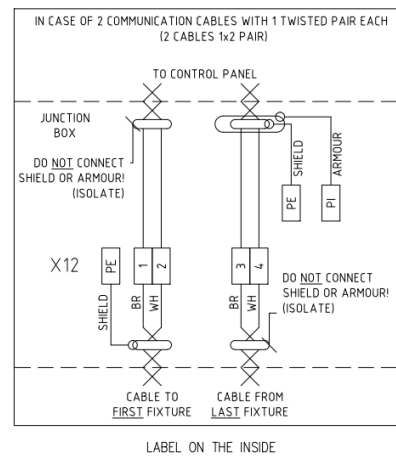 IN CASE OF 2 COMMUNICATION CABLES WITH 1 TWISTED PAIR EACH
(2 CABLES 1x2 PAIR)
TO CONTROL PANEL
JUNCTION
BOX
DO NOT CONNECT
SHIELD OR ARMOUR!
(ISOLATE)
SHIELD
ARMOUR
PE
PI
X12
PE
1
2
3
4
SHIELD
BR
WH
BR
WH
DO NOT CONNECT
SHIELD OR ARMOUR!
(ISOLATE)
CABLE TO
FIRST FIXTURE
CABLE FROM
LAST FIXTURE
LABEL ON THE INSIDE